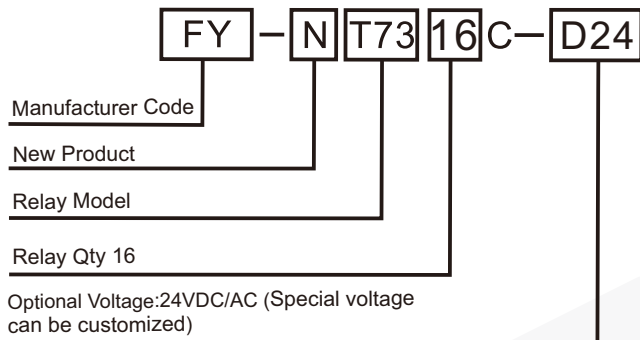 FY - N T73 16 C - D24
Manufacturer Code
New Product
Relay Model
Relay Qty 16
Optional Voltage:24VDC/AC (Special voltage
can be customized)